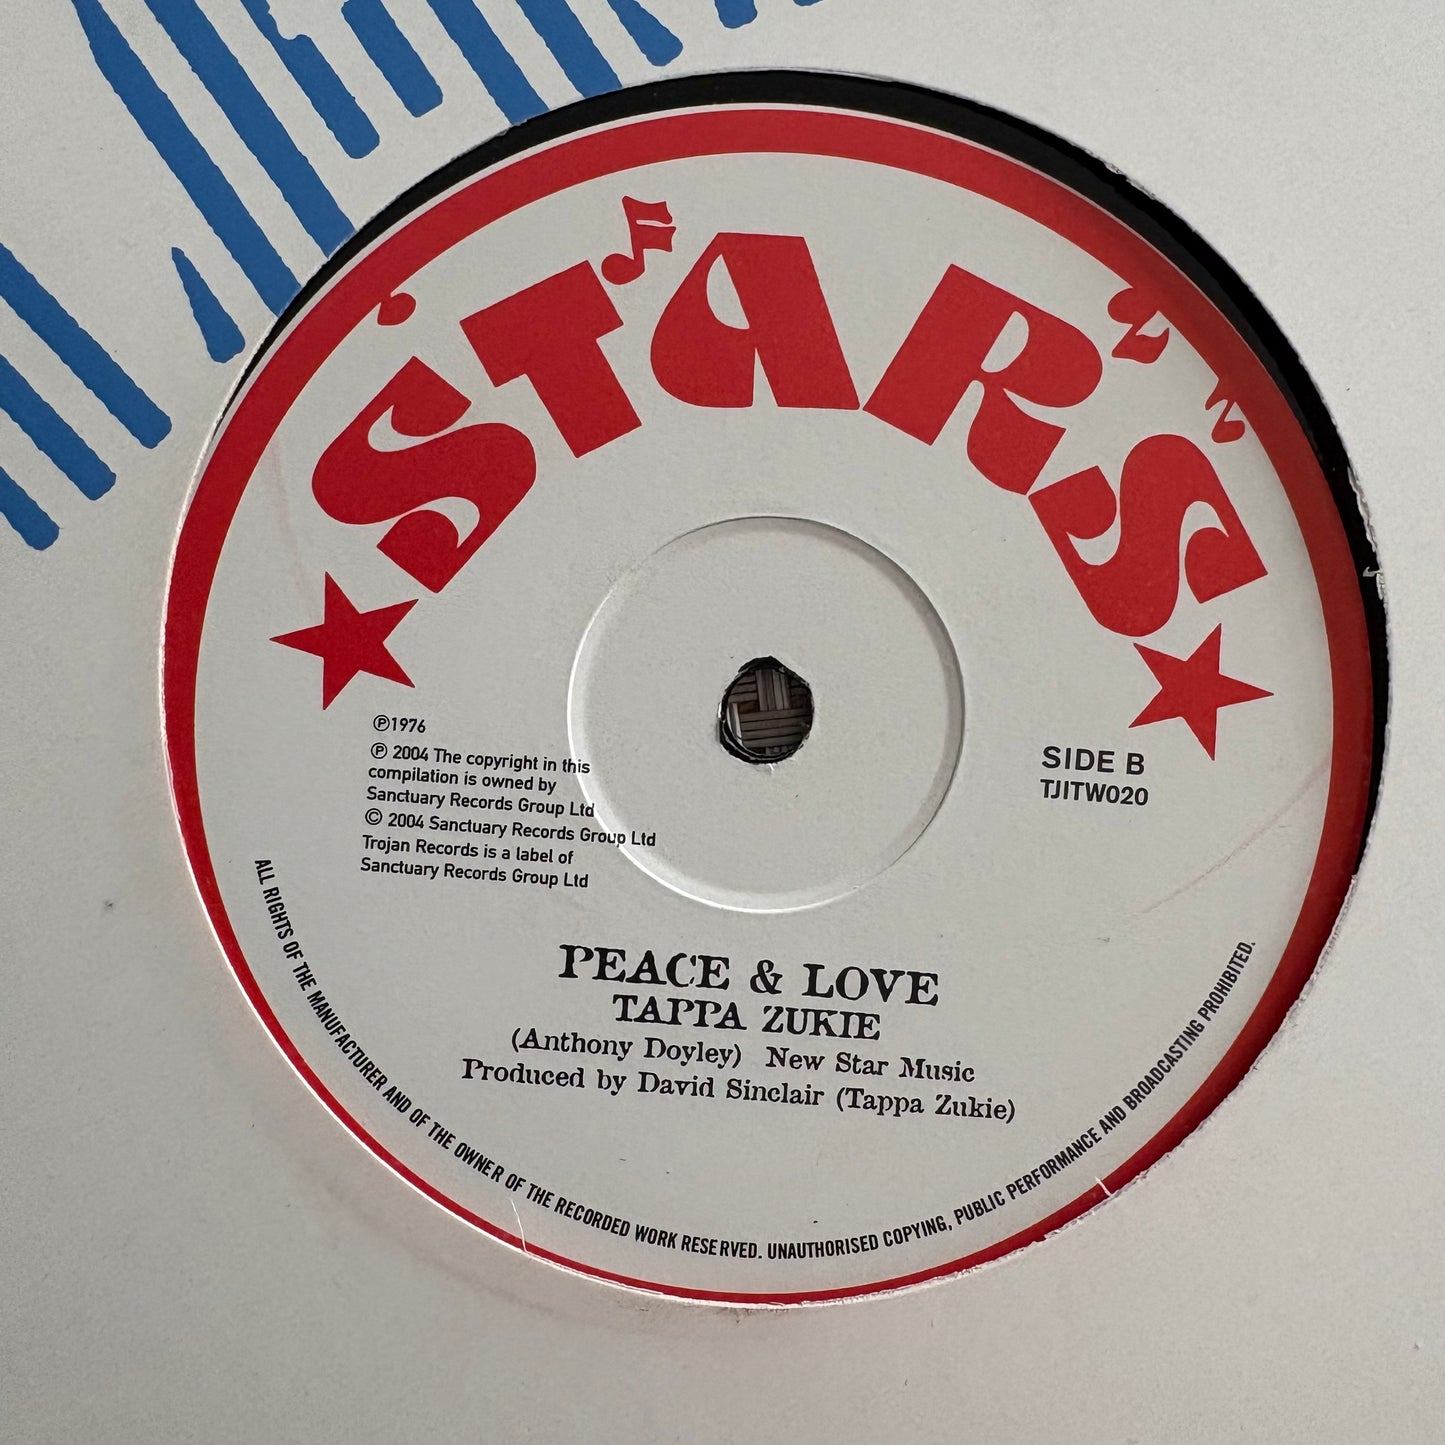 STARS
℗1976
℗ 2004 The copyright in this
compilation is owned by
Sanctuary Records Group Ltd
© 2004 Sanctuary Records Group Ltd
Trojan Records is a label of
Sanctuary Records Group Ltd
SIDE B
TJITW020
PEACE & LOVE
TAPPA ZUKIE
(Anthony Doyley) New Star Music
Produced by David Sinclair (Tappa Zukie)
ALL RIGHTS OF THE MANUFACTURER AND OF THE OWNER OF THE RECORDED WORK RESERVED. UNAUTHORISED COPYING, PUBLIC PERFORMANCE AND BROADCASTING PROHIBITED.